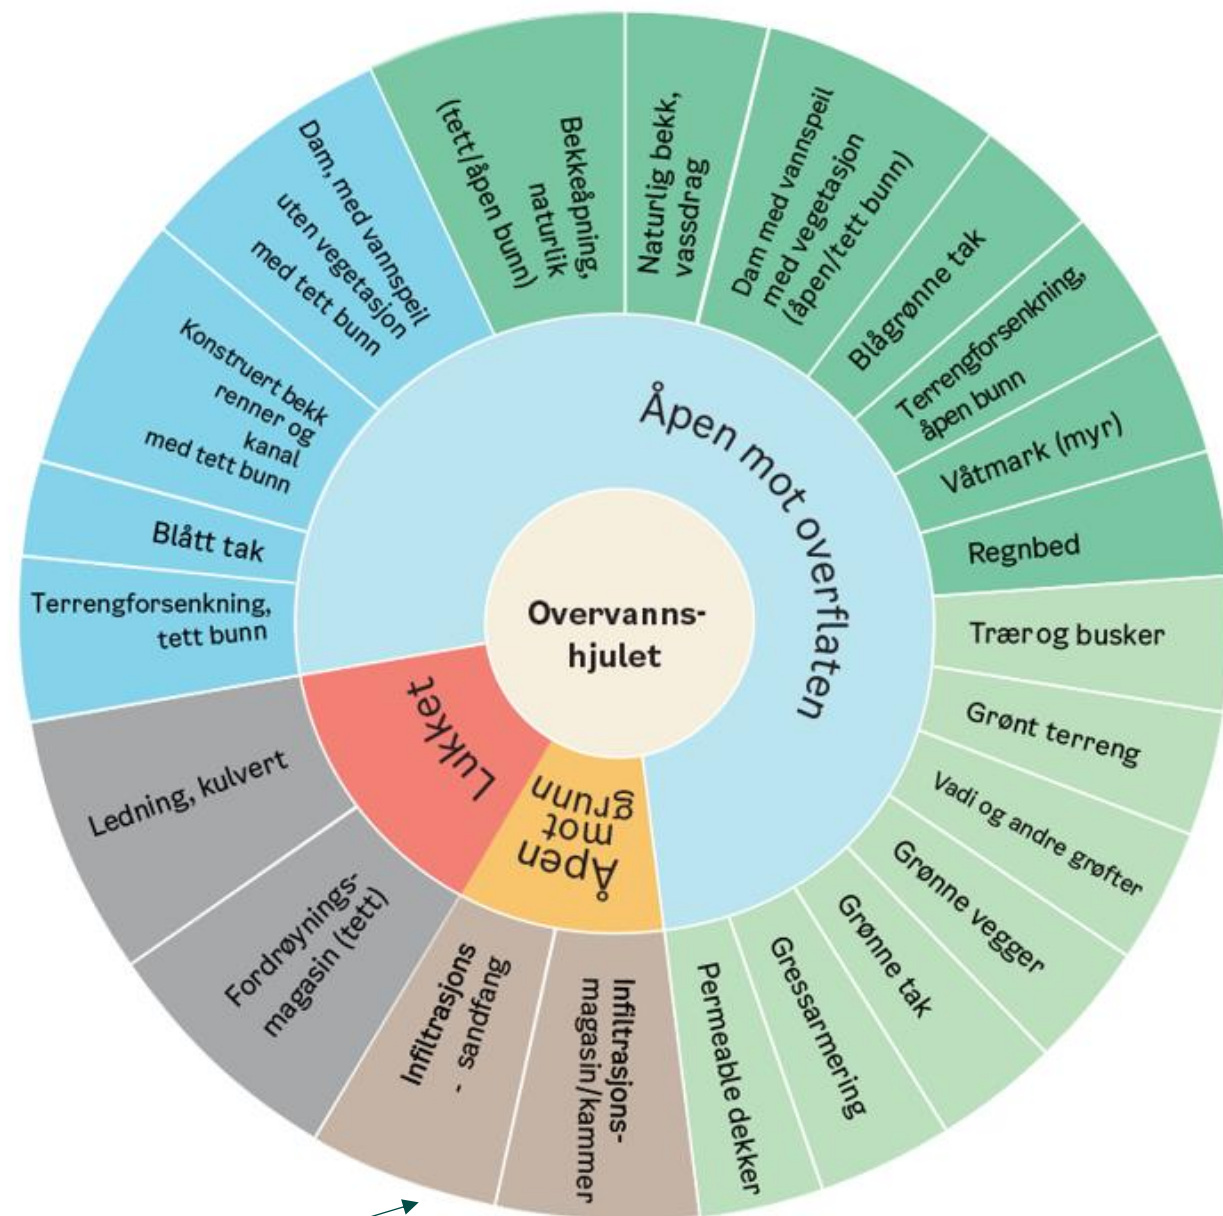 Overvanns-
hjulet
Åpen mot overflaten
Åpen
mot
grunn
Lukket
Bekkeåpning,
naturlik
(tett/åpen bunn)
Naturlig bekk,
vassdrag
Dam med vannspeil
med vegetasjon
(åpen/tett bunn)
Blågrønne tak
Terrengforsenkning,
åpen bunn
Våtmark (myr)
Regnbed
Trær og busker
Grønt terreng
Vadi og andre grøfter
Grønne vegger
Grønne tak
Gressarmering
Permeable dekker
Infiltrasjons-
magasin/kammer
Infiltrasjons
- sandfang
Fordrøynings-
magasin (tett)
Ledning, kulvert
Terrengforsenkning,
tett bunn
Blått tak
Konstruert bekk
renner og
kanal
med tett bunn
Dam, med vannspeil
uten vegetasjon
med tett bunn